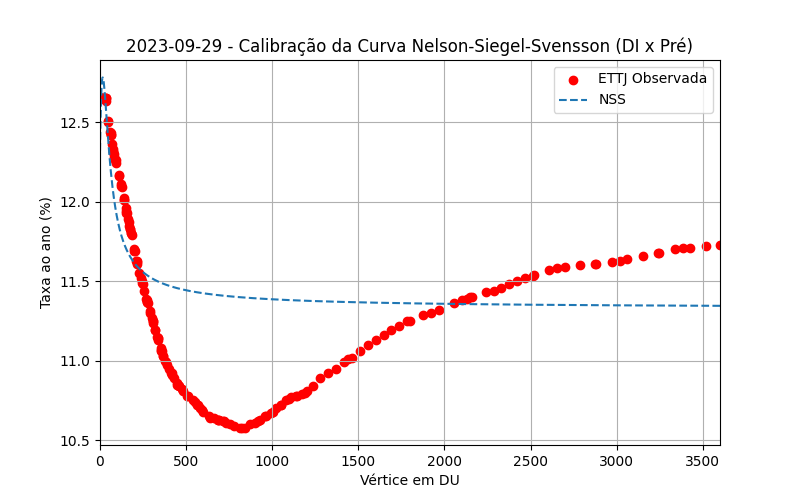 2023-09-29 - Calibração da Curva Nelson-Siegel-Svensson (DI x Pré)
ETTJ Observada
NSS
Taxa ao ano (%)
12.5
12.0
11.5
11.0
10.5
0 500 1000 1500 2000 2500 3000 3500
Vértice em DU